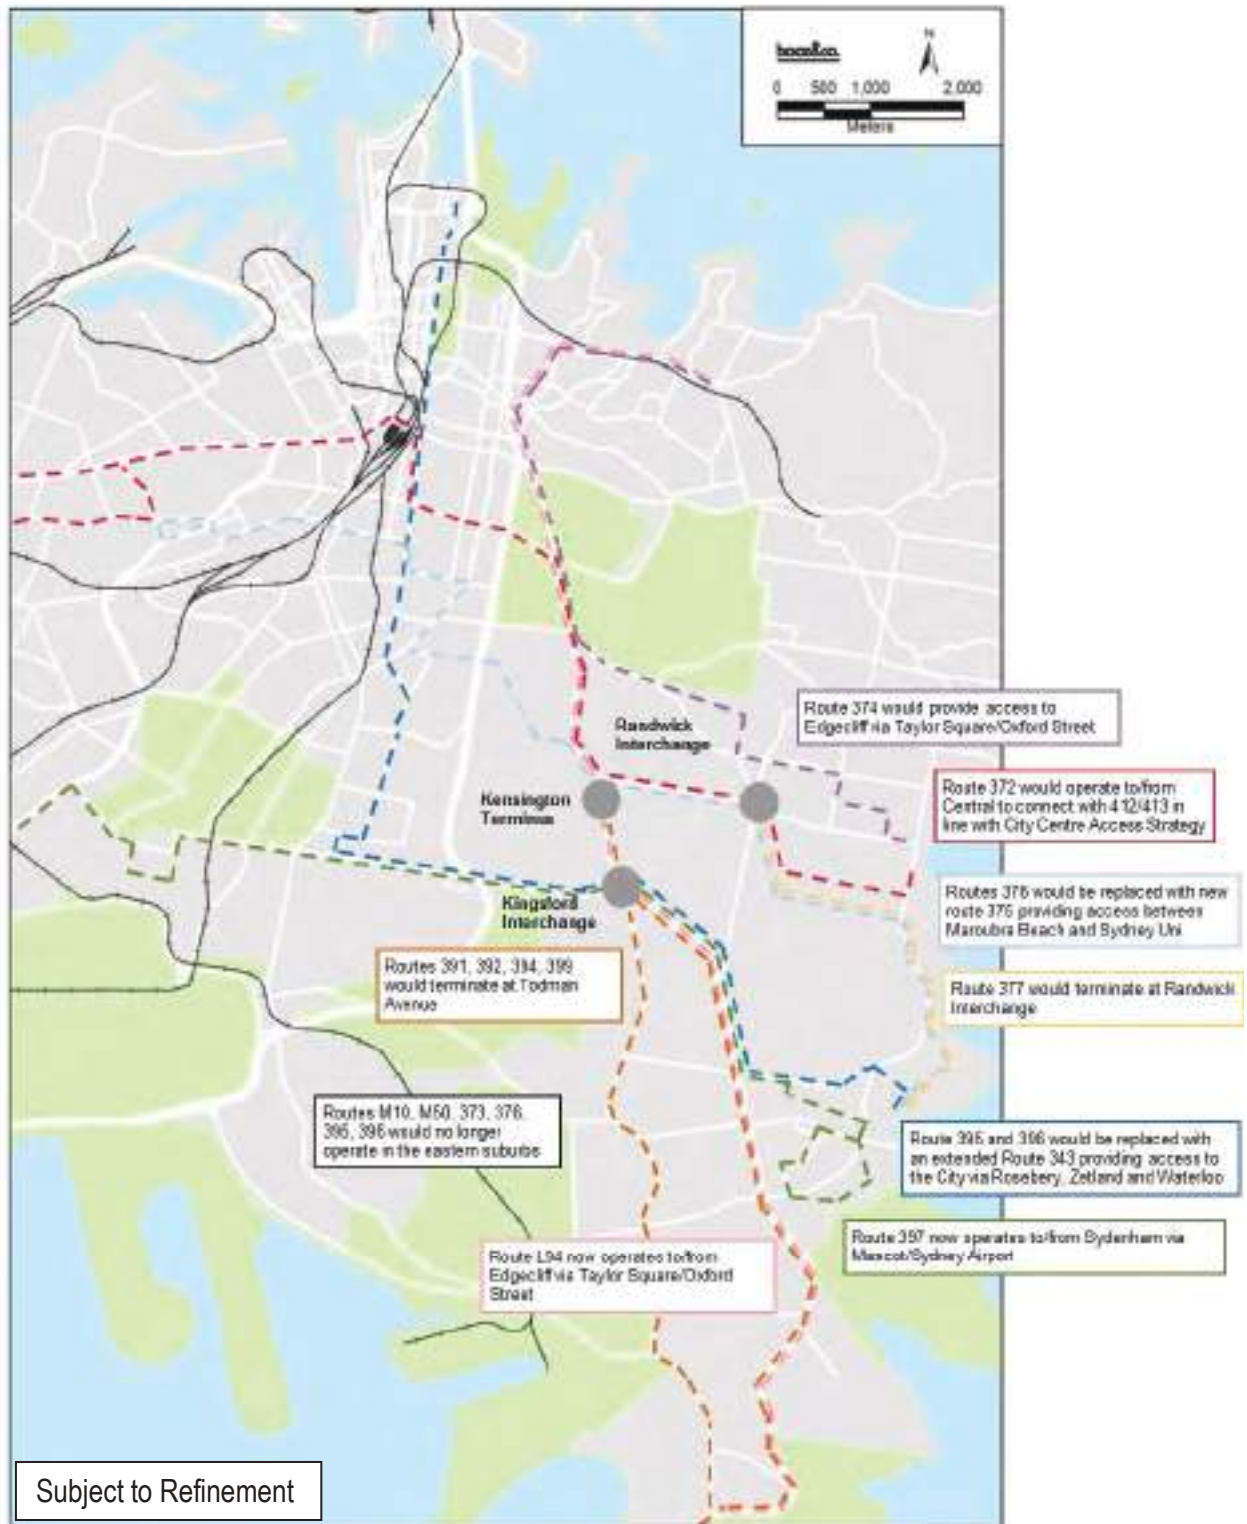 N
0 500 1,000 2,000
Meters
Route 374 would provide access to
Edgecliff via Taylor Square/Oxford Street
Randwick
Interchange
Route 372 would operate to/from
Central to connect with 412/413 in
line with City Centre Access Strategy
Kensington
Terminus
Routes 376 would be replaced with new
route 375 providing access between
Maroubra Beach and Sydney Uni
Kingsford
Interchange
Routes 391, 392, 394, 399
would terminate at Todman
Avenue
Route 377 would terminate at Randwick
Interchange
Routes M10, M50, 373, 376,
395, 396 would no longer
operate in the eastern suburbs
Route 395 and 396 would be replaced with
an extended Route 343 providing access to
the City via Rosebery, Zetland and Waterloo
Route 397 now operates to/from Sydenham via
Mascot/Sydney Airport
Route L94 now operates to/from
Edgecliff via Taylor Square/Oxford
Street
Subject to Refinement